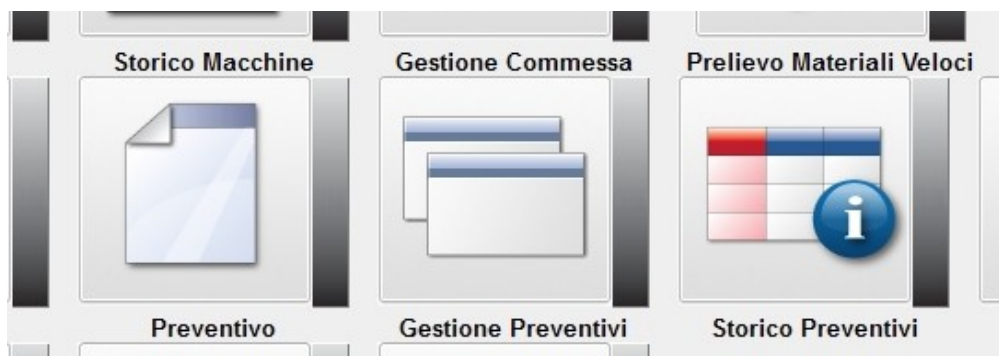 Storico Macchine
Gestione Commessa
Prelievo Materiali Veloci
i
Preventivo
Gestione Preventivi
Storico Preventivi